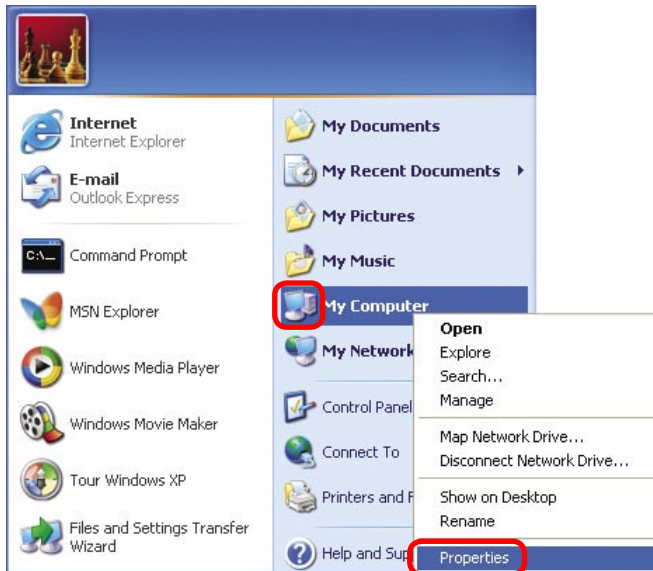 Internet
Internet Explorer
E-mail
Outlook Express
C:\_
Command Prompt
MSN Explorer
Windows Media Player
Windows Movie Maker
Tour Windows XP
Files and Settings Transfer
Wizard
My Documents
My Recent Documents
My Pictures
My Music
My Computer
My Network
Control Panel
Connect To
Printers and F
Help and Sup
Open
Explore
Search...
Manage
Map Network Drive...
Disconnect Network Drive...
Show on Desktop
Rename
Properties